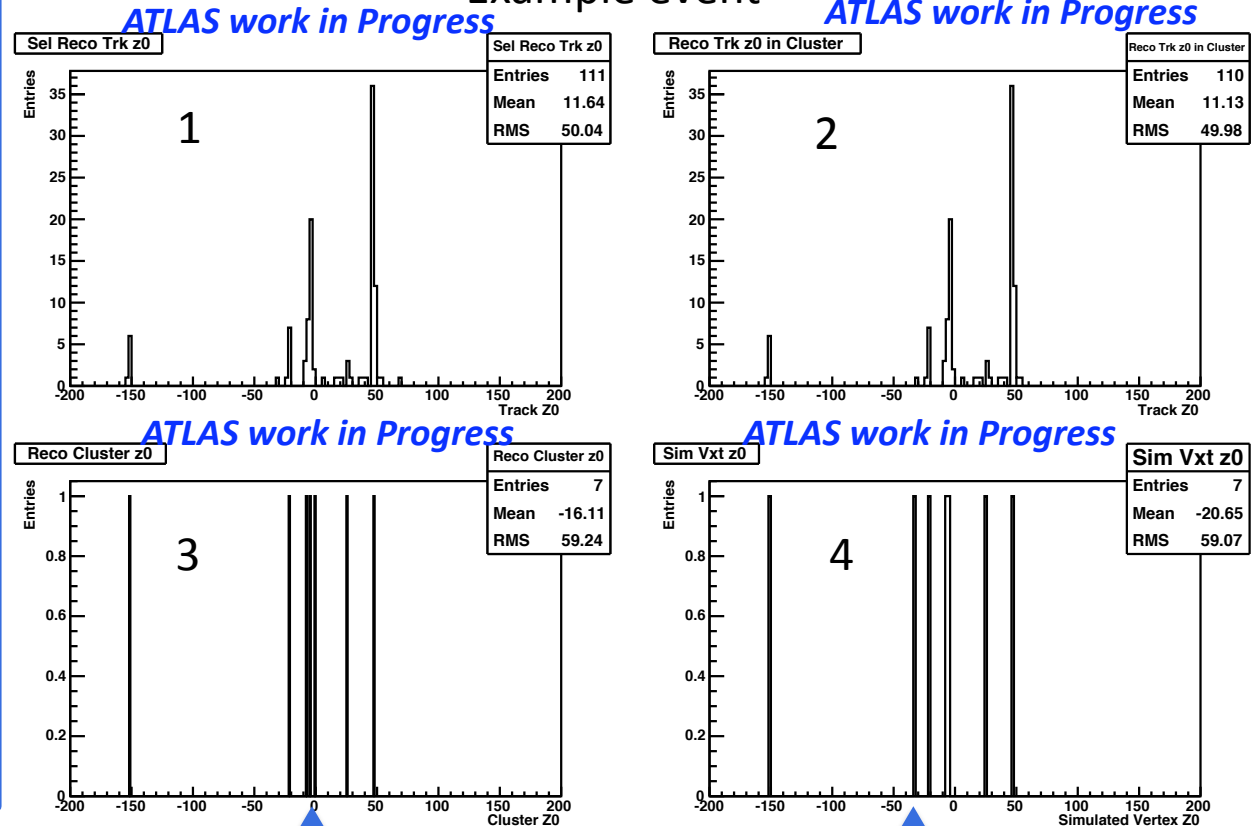 Example event
ATLAS work in Progress
Sel Reco Trk z0
Sel Reco Trk z0
Entries 111
Mean 11.64
RMS 50.04
Entries
1
35
30
25
20
15
10
5
0
-200 -150 -100 -50 0 50 100 150 200
Track Z0
ATLAS work in Progress
Reco Trk z0 in Cluster
Reco Trk z0 in Cluster
Entries 110
Mean 11.13
RMS 49.98
Entries
2
35
30
25
20
15
10
5
0
-200 -150 -100 -50 0 50 100 150 200
Track Z0
ATLAS work in Progress
Reco Cluster z0
Reco Cluster z0
Entries 7
Mean -16.11
RMS 59.24
Entries
3
1
0.8
0.6
0.4
0.2
0
-200 -150 -100 -50 0 50 100 150 200
Cluster Z0
ATLAS work in Progress
Sim Vxt z0
Sim Vxt z0
Entries 7
Mean -20.65
RMS 59.07
Entries
4
1
0.8
0.6
0.4
0.2
0
-200 -150 -100 -50 0 50 100 150 200
Simulated Vertex Z0